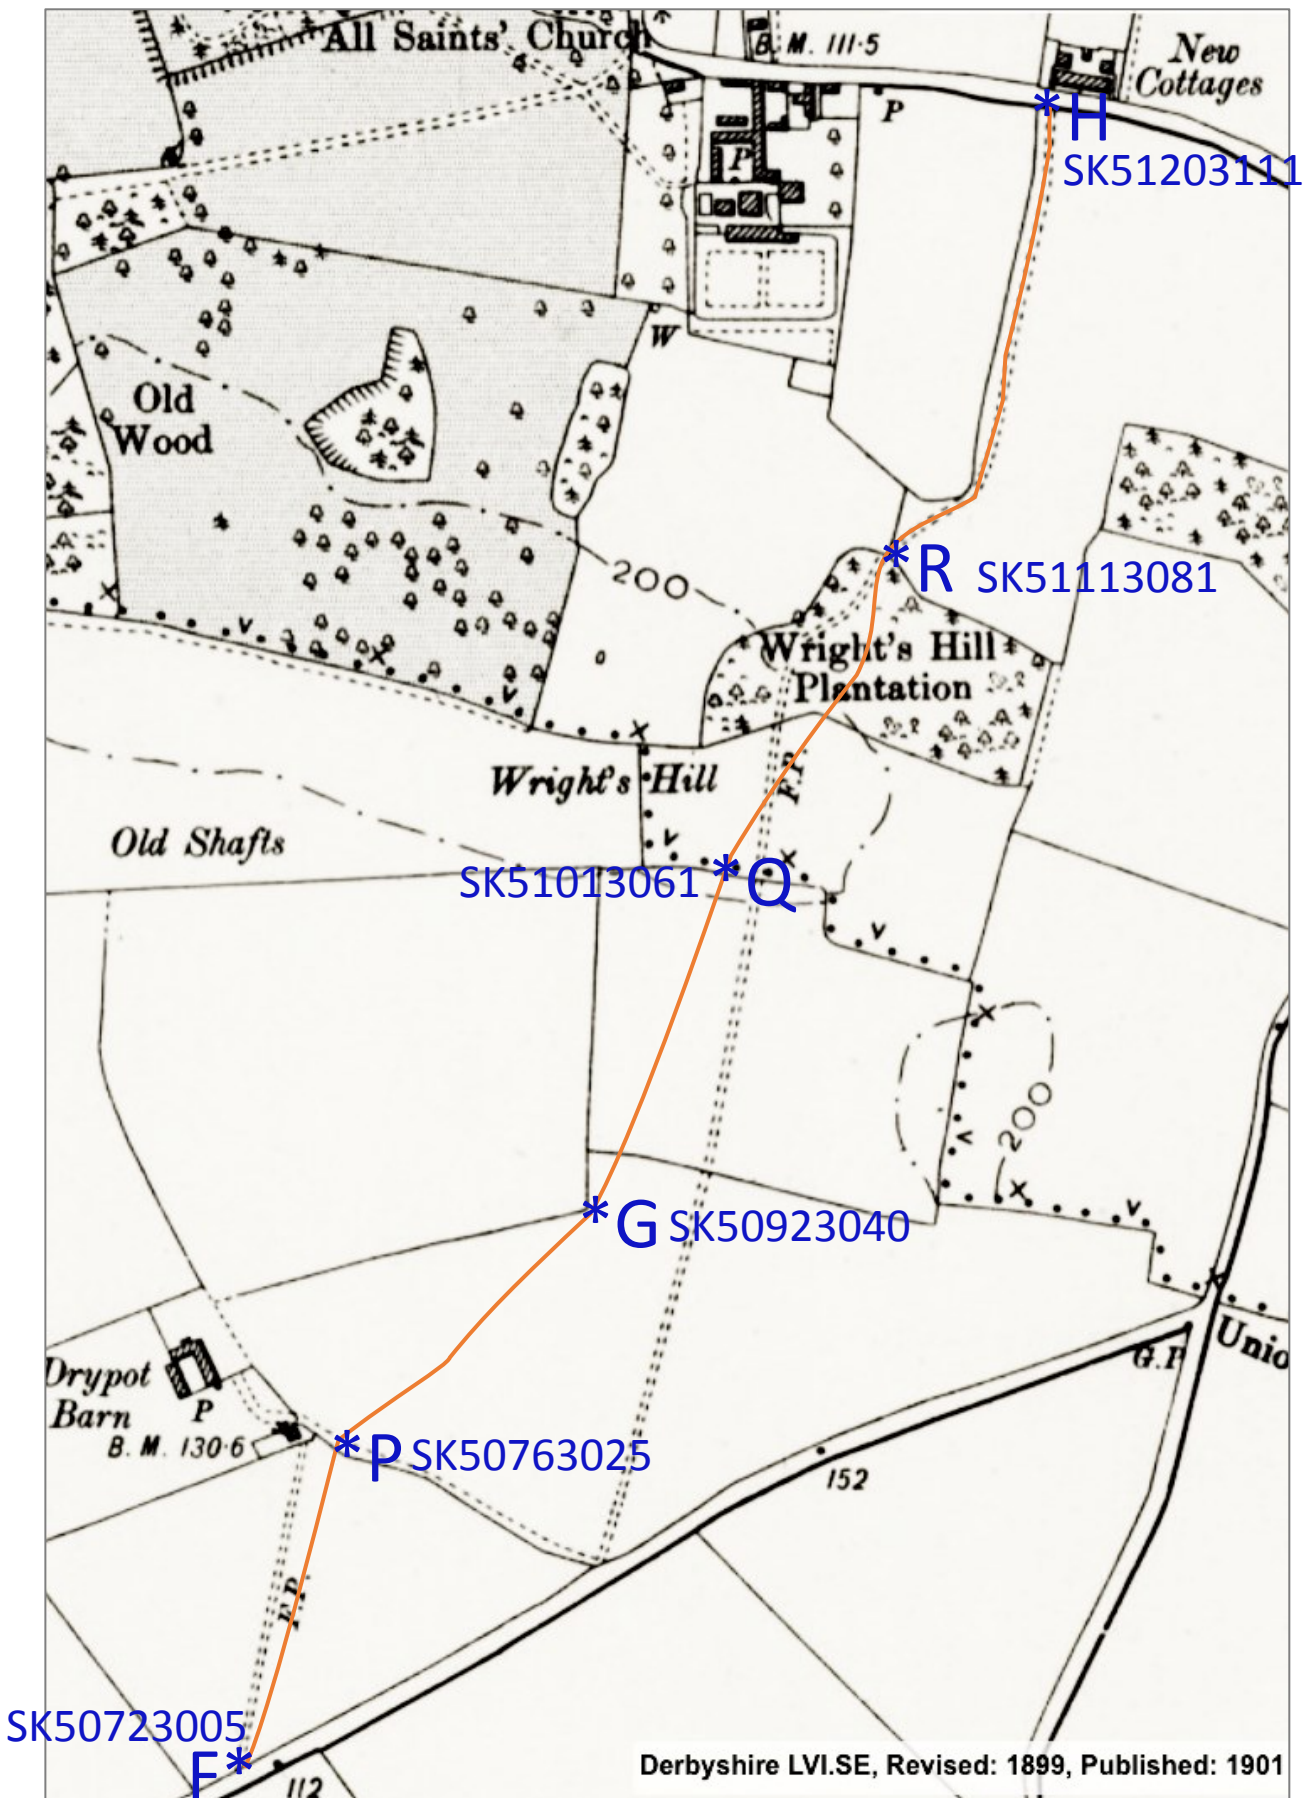 All Saints' Church
B. M. 111·5
New
Cottages
P
* H
P
SK51203111
W
Old
Wood
200
* R SK51113081
Wright's Hill
Plantation
F.P.
Wright's Hill
Old Shafts
SK51013061 * Q
200
* G SK50923040
Drypot
Barn
P
B. M. 130·6
* P SK50763025
G.P
Unio
152
F.P.
SK50723005
F *
112
Derbyshire LVI.SE, Revised: 1899, Published: 1901